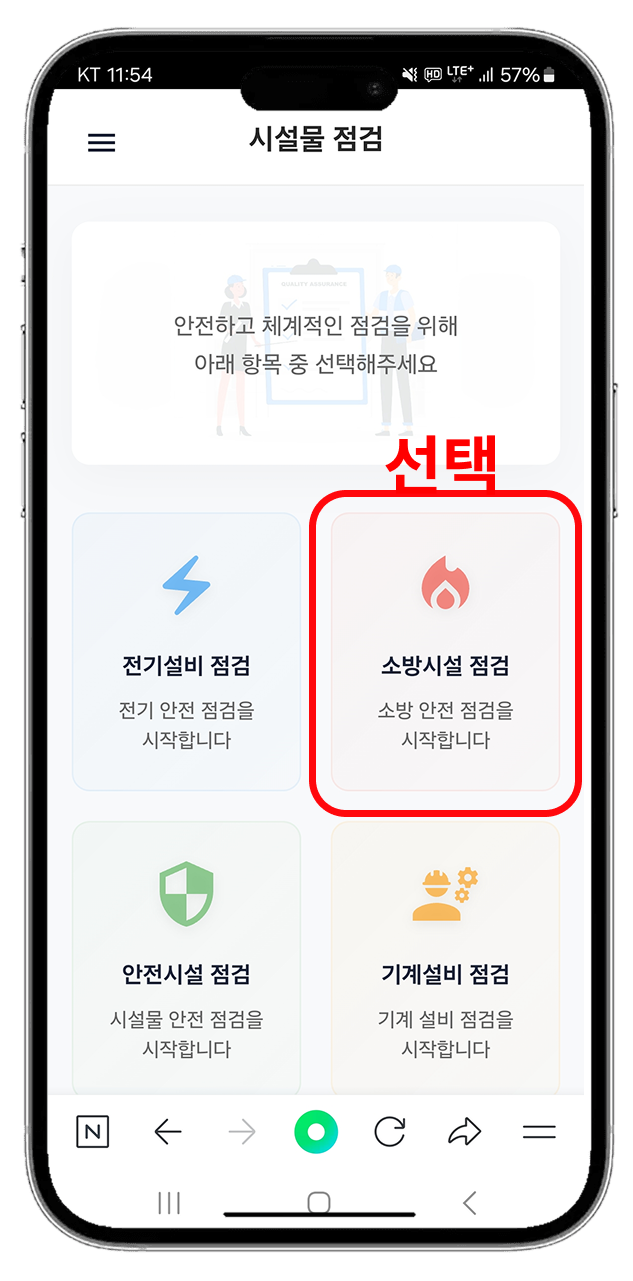 KT 11:54
HD LTE+ 57%
시설물 점검
QUALITY ASSURANCE
안전하고 체계적인 점검을 위해
아래 항목 중 선택해주세요
선택
전기설비 점검
전기 안전 점검을
시작합니다
소방시설 점검
소방 안전 점검을
시작합니다
안전시설 점검
시설물 안전 점검을
시작합니다
기계설비 점검
기계 설비 점검을
시작합니다
N